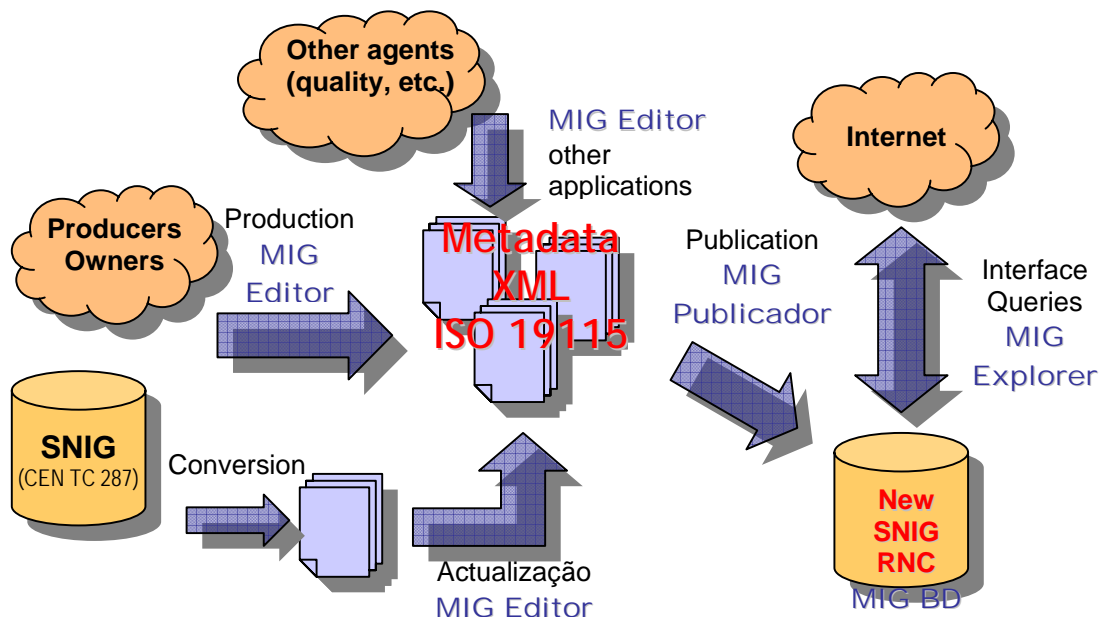 Other agents
(quality, etc.)
MIG Editor
other
applications
Internet
Producers
Owners
Production
MIG
Editor
Metadata
XML
ISO 19115
Publication
MIG
Publicador
Interface
Queries
MIG
Explorer
SNIG
(CEN TC 287)
Conversion
Actualização
MIG Editor
New
SNIG
RNC
MIG BD